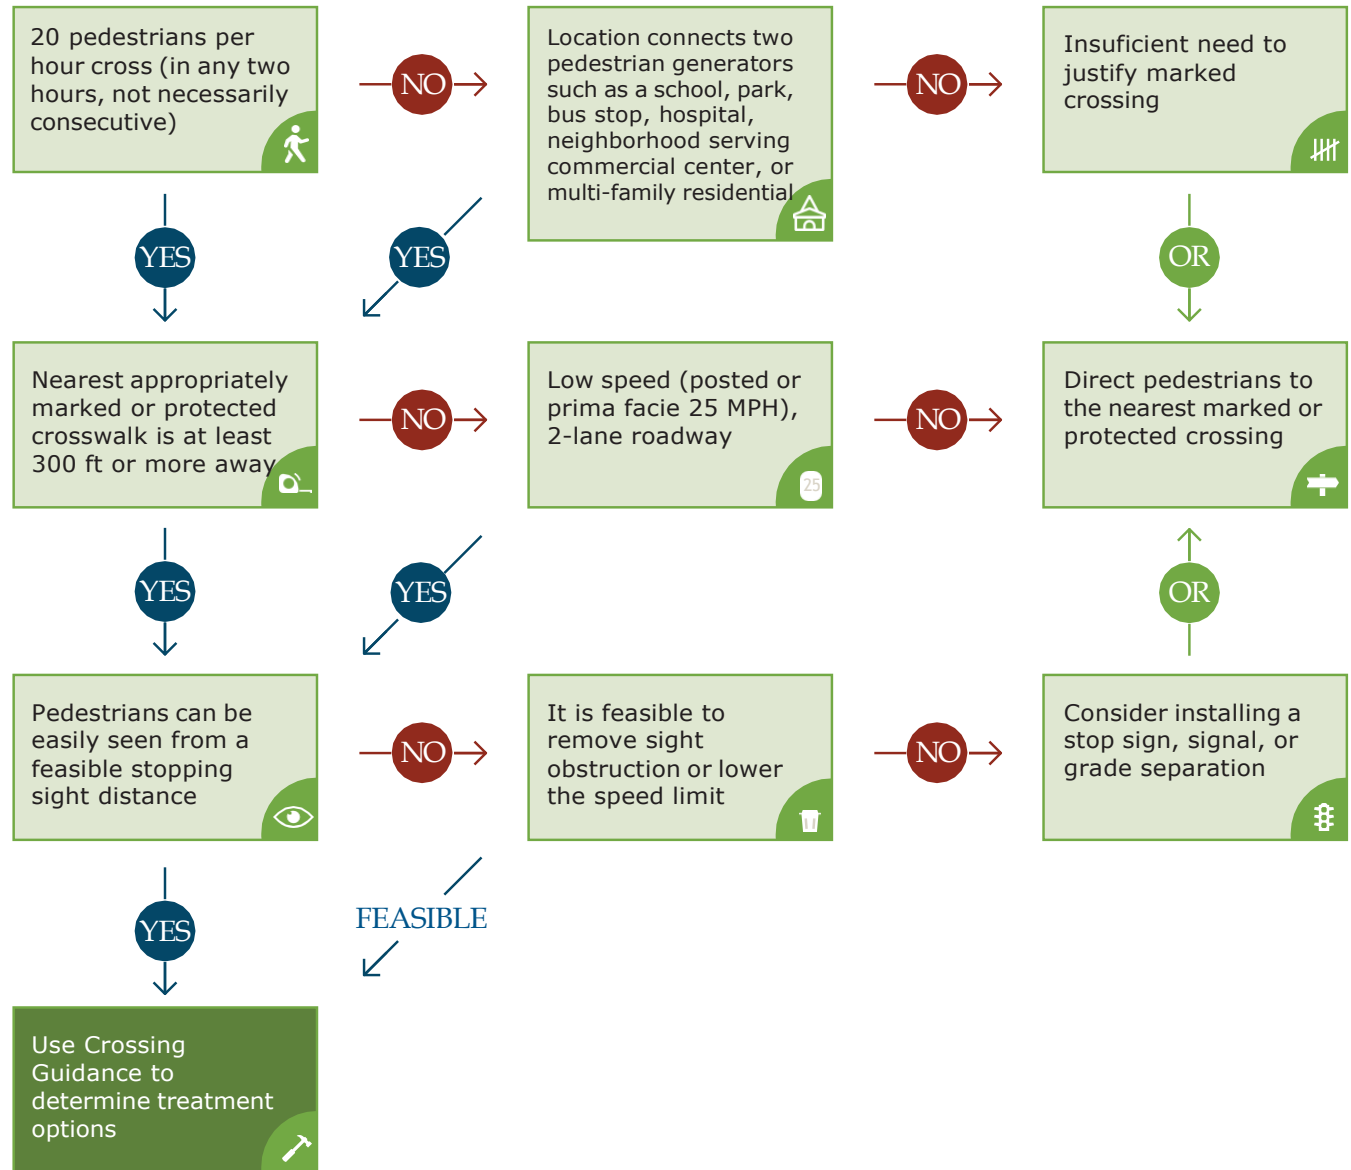 20 pedestrians per
hour cross (in any two
hours, not necessarily
consecutive)
NO
Location connects two
pedestrian generators
such as a school, park,
bus stop, hospital,
neighborhood serving
commercial center, or
multi-family residential
NO
Insuficient need to
justify marked
crossing
YES
YES
OR
Nearest appropriately
marked or protected
crosswalk is at least
300 ft or more away
NO
Low speed (posted or
prima facie 25 MPH),
2-lane roadway
25
NO
Direct pedestrians to
the nearest marked or
protected crossing
YES
YES
OR
Pedestrians can be
easily seen from a
feasible stopping
sight distance
NO
It is feasible to
remove sight
obstruction or lower
the speed limit
NO
Consider installing a
stop sign, signal, or
grade separation
YES
FEASIBLE
Use Crossing
Guidance to
determine treatment
options